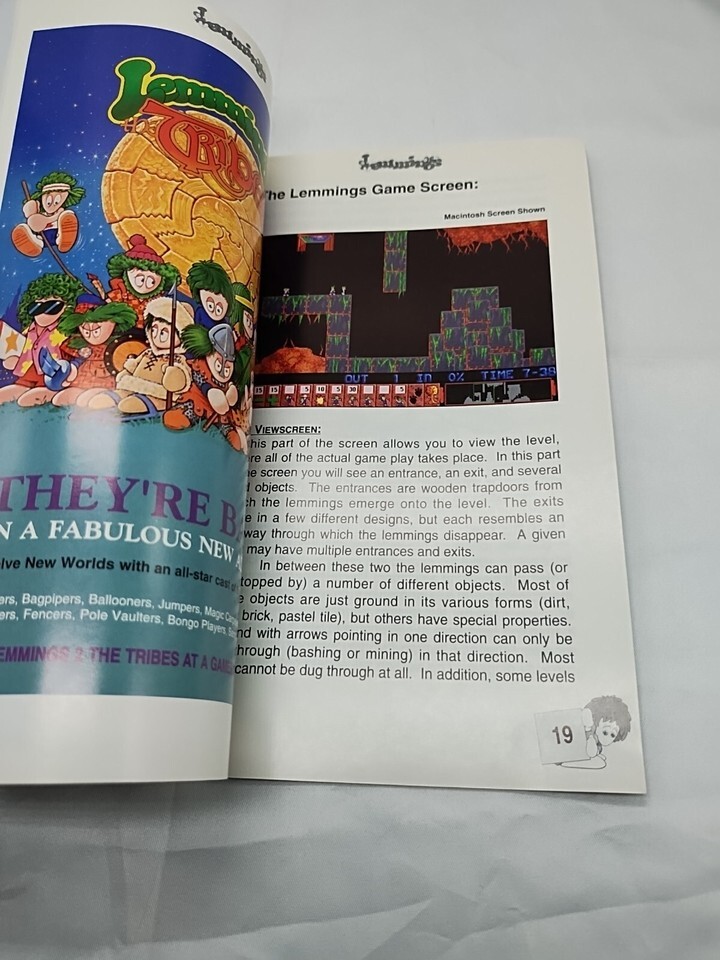 Lemmings
Lemmings
THEY'RE
A FABULOUS NEW
New Worlds with an all-star cast
Bagpipers, Ballooners, Jumpers, Magic
Fencers, Pole Vaulters, Bongo Players,
2 THE TRIBES AT A
Lemmings
The Lemmings Game Screen:
Macintosh Screen Shown
OUT 1 IN 0% TIME 7-38
15 15 5 10 5 30 5
VIEWSCREEN:
his part of the screen allows you to view the level,
re all of the actual game play takes place. In this part
e screen you will see an entrance, an exit, and several
objects. The entrances are wooden trapdoors from
ch the lemmings emerge onto the level. The exits
e in a few different designs, but each resembles an
way through which the lemmings disappear. A given
may have multiple entrances and exits.
In between these two the lemmings can pass (or
topped by) a number of different objects. Most of
e objects are just ground in its various forms (dirt,
brick, pastel tile), but others have special properties.
nd with arrows pointing in one direction can only be
hrough (bashing or mining) in that direction. Most
cannot be dug through at all. In addition, some levels
19